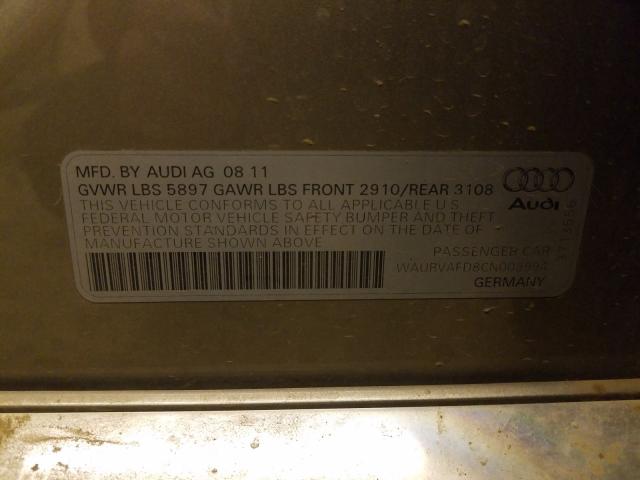 MFD. BY AUDI AG 08 11
GVWR LBS 5897 GAWR LBS FRONT 2910/REAR 3108
THIS VEHICLE CONFORMS TO ALL APPLICABLE U.S
FEDERAL MOTOR VEHICLE SAFETY BUMPER AND THEFT
PREVENTION STANDARDS IN EFFECT ON THE DATE OF
MANUFACTURE SHOWN ABOVE
Audi
PASSENGER CAR
WAURVAFD8CN003994
GERMANY